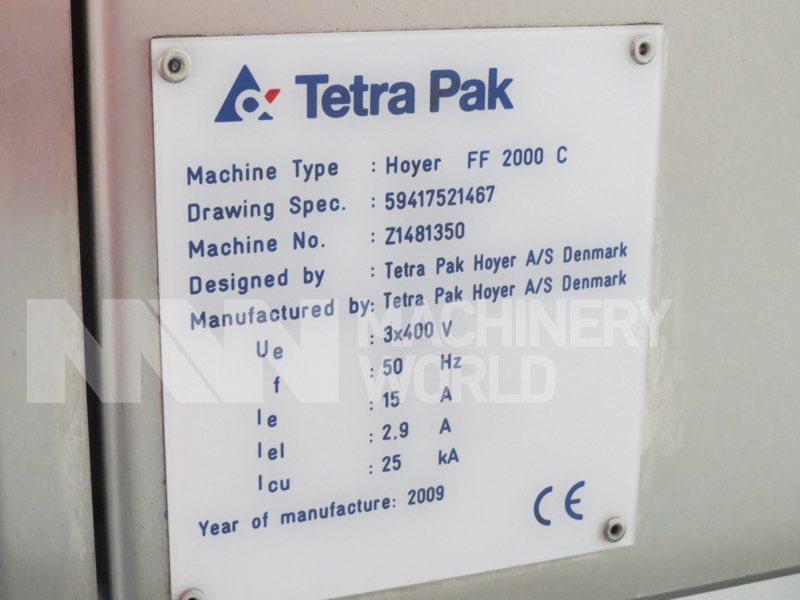 Tetra Pak
Machine Type : Hoyer FF 2000 C
Drawing Spec. : 59417521467
Machine No. : Z1481350
Designed by : Tetra Pak Hoyer A/S Denmark
Manufactured by: Tetra Pak Hoyer A/S Denmark
Ue : 3x400 V
f : 50 Hz
Ie : 15 A
Iel : 2.9 A
Icu : 25 kA
Year of manufacture: 2009
CE
MW MACHINERY WORLD